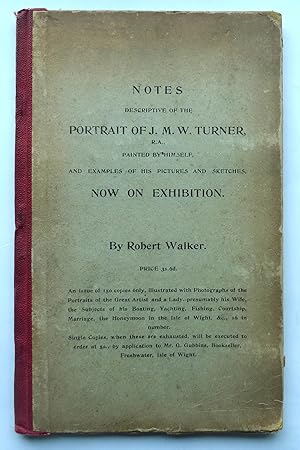 NOTES
DESCRIPTIVE OF THE
PORTRAIT OF J. M. W. TURNER,
R.A.,
PAINTED BY HIMSELF,
AND EXAMPLES OF HIS PICTURES AND SKETCHES,
NOW ON EXHIBITION.
By Robert Walker.
PRICE 3s. 6d.
An issue of 150 copies only, Illustrated with Photographs of the
Portraits of the Great Artist and a Lady, presumably his Wife,
the Subjects of his Boating, Yachting, Fishing, Courtship,
Marriage, the Honeymoon in the Isle of Wight, &c., 16 in
number.
Single Copies, when these are exhausted, will be executed to
order at 5s., by application to Mr. G. Gubbins, Bookseller,
Freshwater, Isle of Wight.